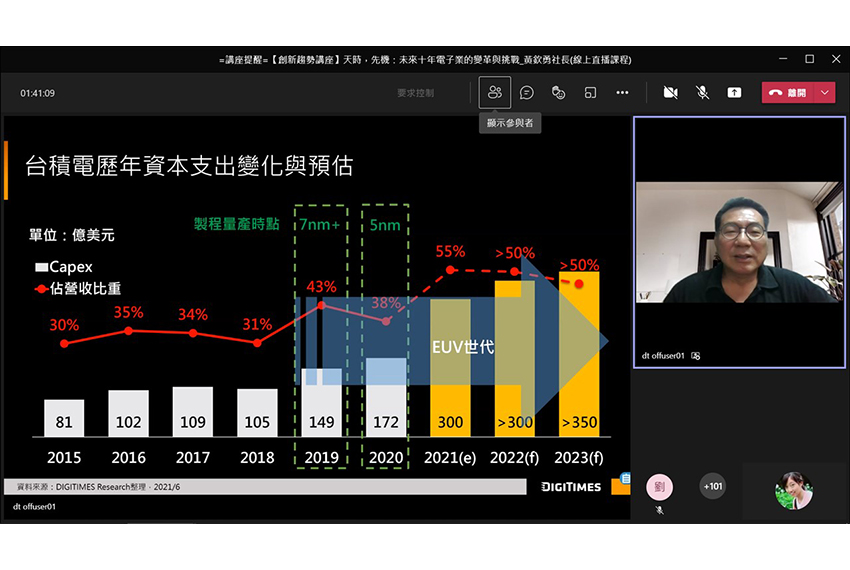 =講座提醒=【創新趨勢講座】天時，先機：未來十年電子業的變革與挑戰_黃欽勇社長(線上直播課程)
01:41:09
要求控制
離開
顯示參與者
台積電歷年資本支出變化與預估
製程量產時點
7nm+
5nm
單位：億美元
Capex
佔營收比重
30%
35%
34%
31%
43%
38%
55%
>50%
>50%
EUV世代
81
102
109
105
149
172
300
>300
>350
2015
2016
2017
2018
2019
2020
2021(e)
2022(f)
2023(f)
資料來源：DIGITIMES Research整理，2021/6
DIGITIMES
dt offuser01
dt offuser01
劉
+101